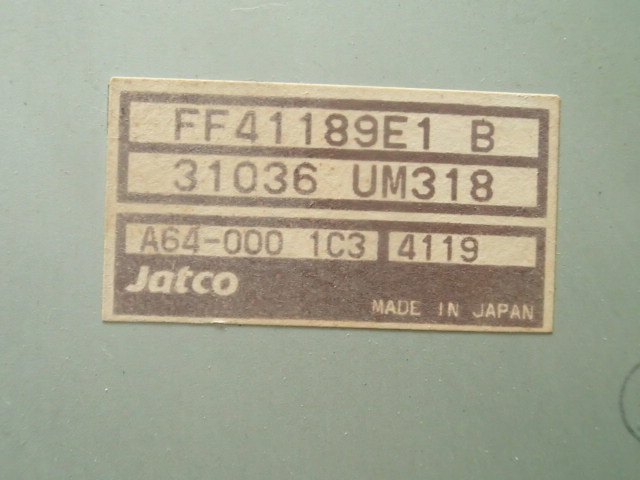 FF41189E1 B
31036 UM318
A64-000 1C3 4119
Jatco
MADE IN JAPAN